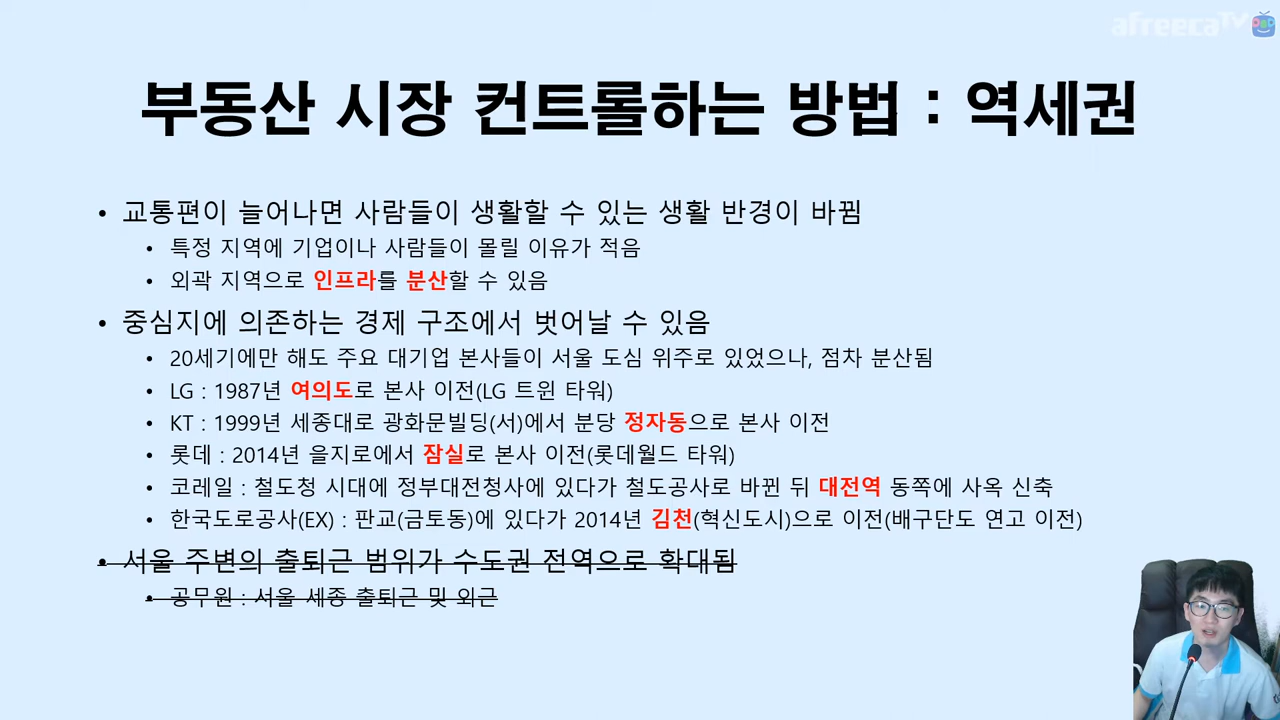 afreecaTV
부동산 시장 컨트롤하는 방법 : 역세권
• 교통편이 늘어나면 사람들이 생활할 수 있는 생활 반경이 바뀜
• 특정 지역에 기업이나 사람들이 몰릴 이유가 적음
• 외곽 지역으로 인프라를 분산할 수 있음
• 중심지에 의존하는 경제 구조에서 벗어날 수 있음
• 20세기에만 해도 주요 대기업 본사들이 서울 도심 위주로 있었으나, 점차 분산됨
• LG : 1987년 여의도로 본사 이전(LG 트윈 타워)
• KT : 1999년 세종대로 광화문빌딩(서)에서 분당 정자동으로 본사 이전
• 롯데 : 2014년 을지로에서 잠실로 본사 이전(롯데월드 타워)
• 코레일 : 철도청 시대에 정부대전청사에 있다가 철도공사로 바뀐 뒤 대전역 동쪽에 사옥 신축
• 한국도로공사(EX) : 판교(금토동)에 있다가 2014년 김천(혁신도시)으로 이전(배구단도 연고 이전)
• 서울 주변의 출퇴근 범위가 수도권 전역으로 확대됨
• 공무원 : 서울 세종 출퇴근 및 외근